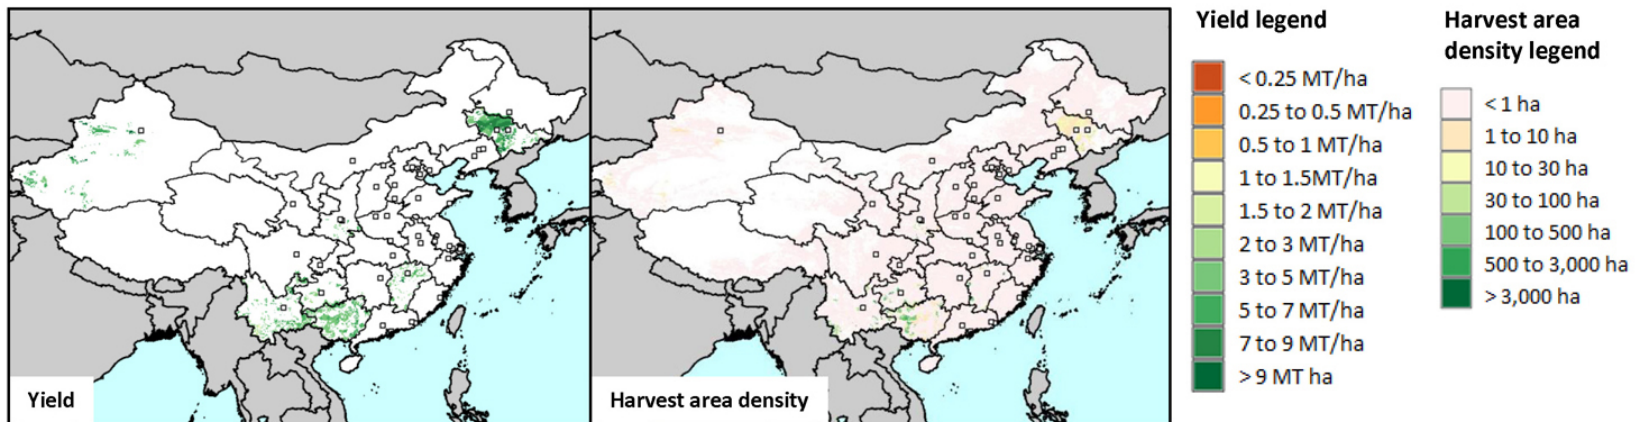 Yield
Harvest area density
Yield legend
< 0.25 MT/ha
0.25 to 0.5 MT/ha
0.5 to 1 MT/ha
1 to 1.5MT/ha
1.5 to 2 MT/ha
2 to 3 MT/ha
3 to 5 MT/ha
5 to 7 MT/ha
7 to 9 MT/ha
> 9 MT ha
Harvest area
density legend
< 1 ha
1 to 10 ha
10 to 30 ha
30 to 100 ha
100 to 500 ha
500 to 3,000 ha
> 3,000 ha